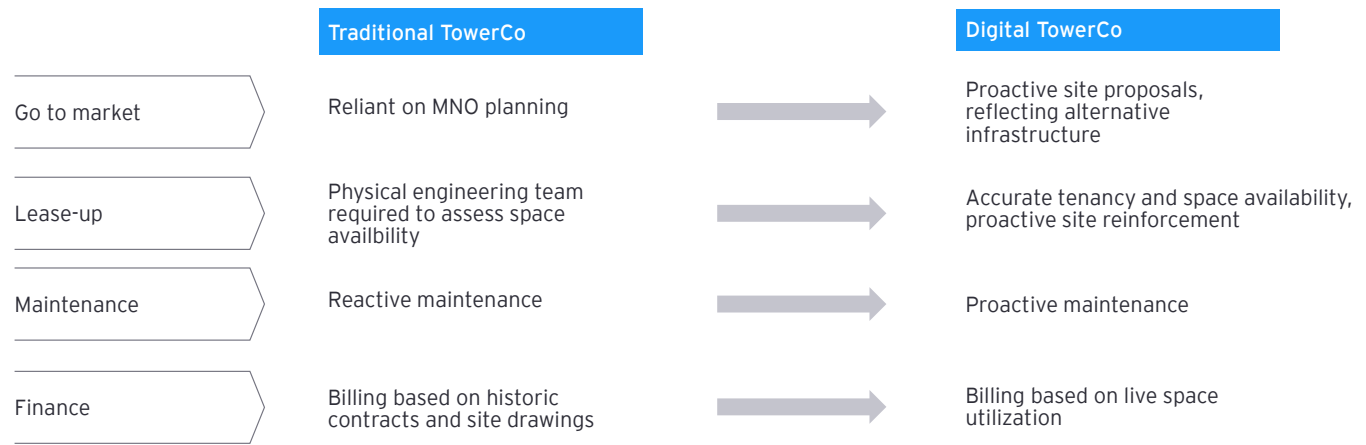 Traditional TowerCo
Digital TowerCo
Go to market
Reliant on MNO planning
Proactive site proposals,
reflecting alternative
infrastructure
Lease-up
Physical engineering team
required to assess space
availbility
Accurate tenancy and space availability,
proactive site reinforcement
Maintenance
Reactive maintenance
Proactive maintenance
Finance
Billing based on historic
contracts and site drawings
Billing based on live space
utilization